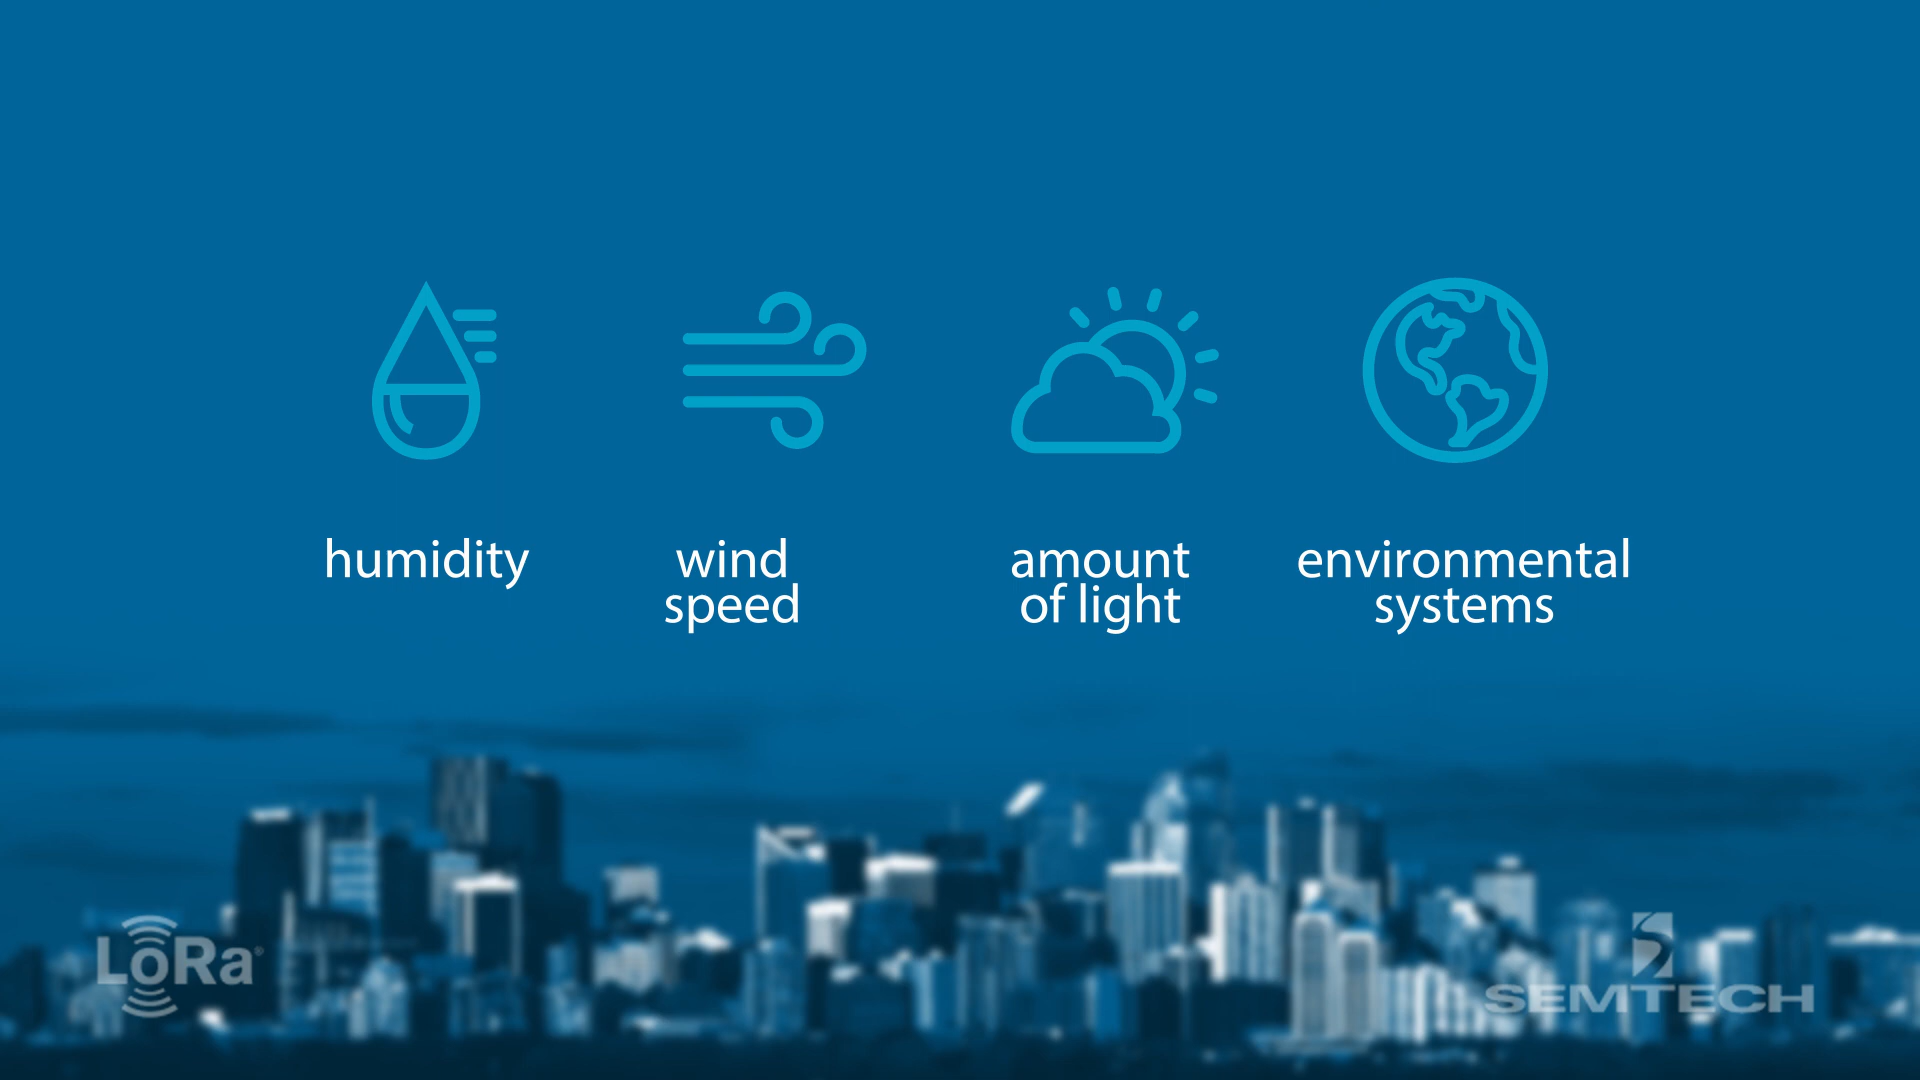 humidity
wind
speed
amount
of light
environmental
systems
LoRa®
SEMTECH